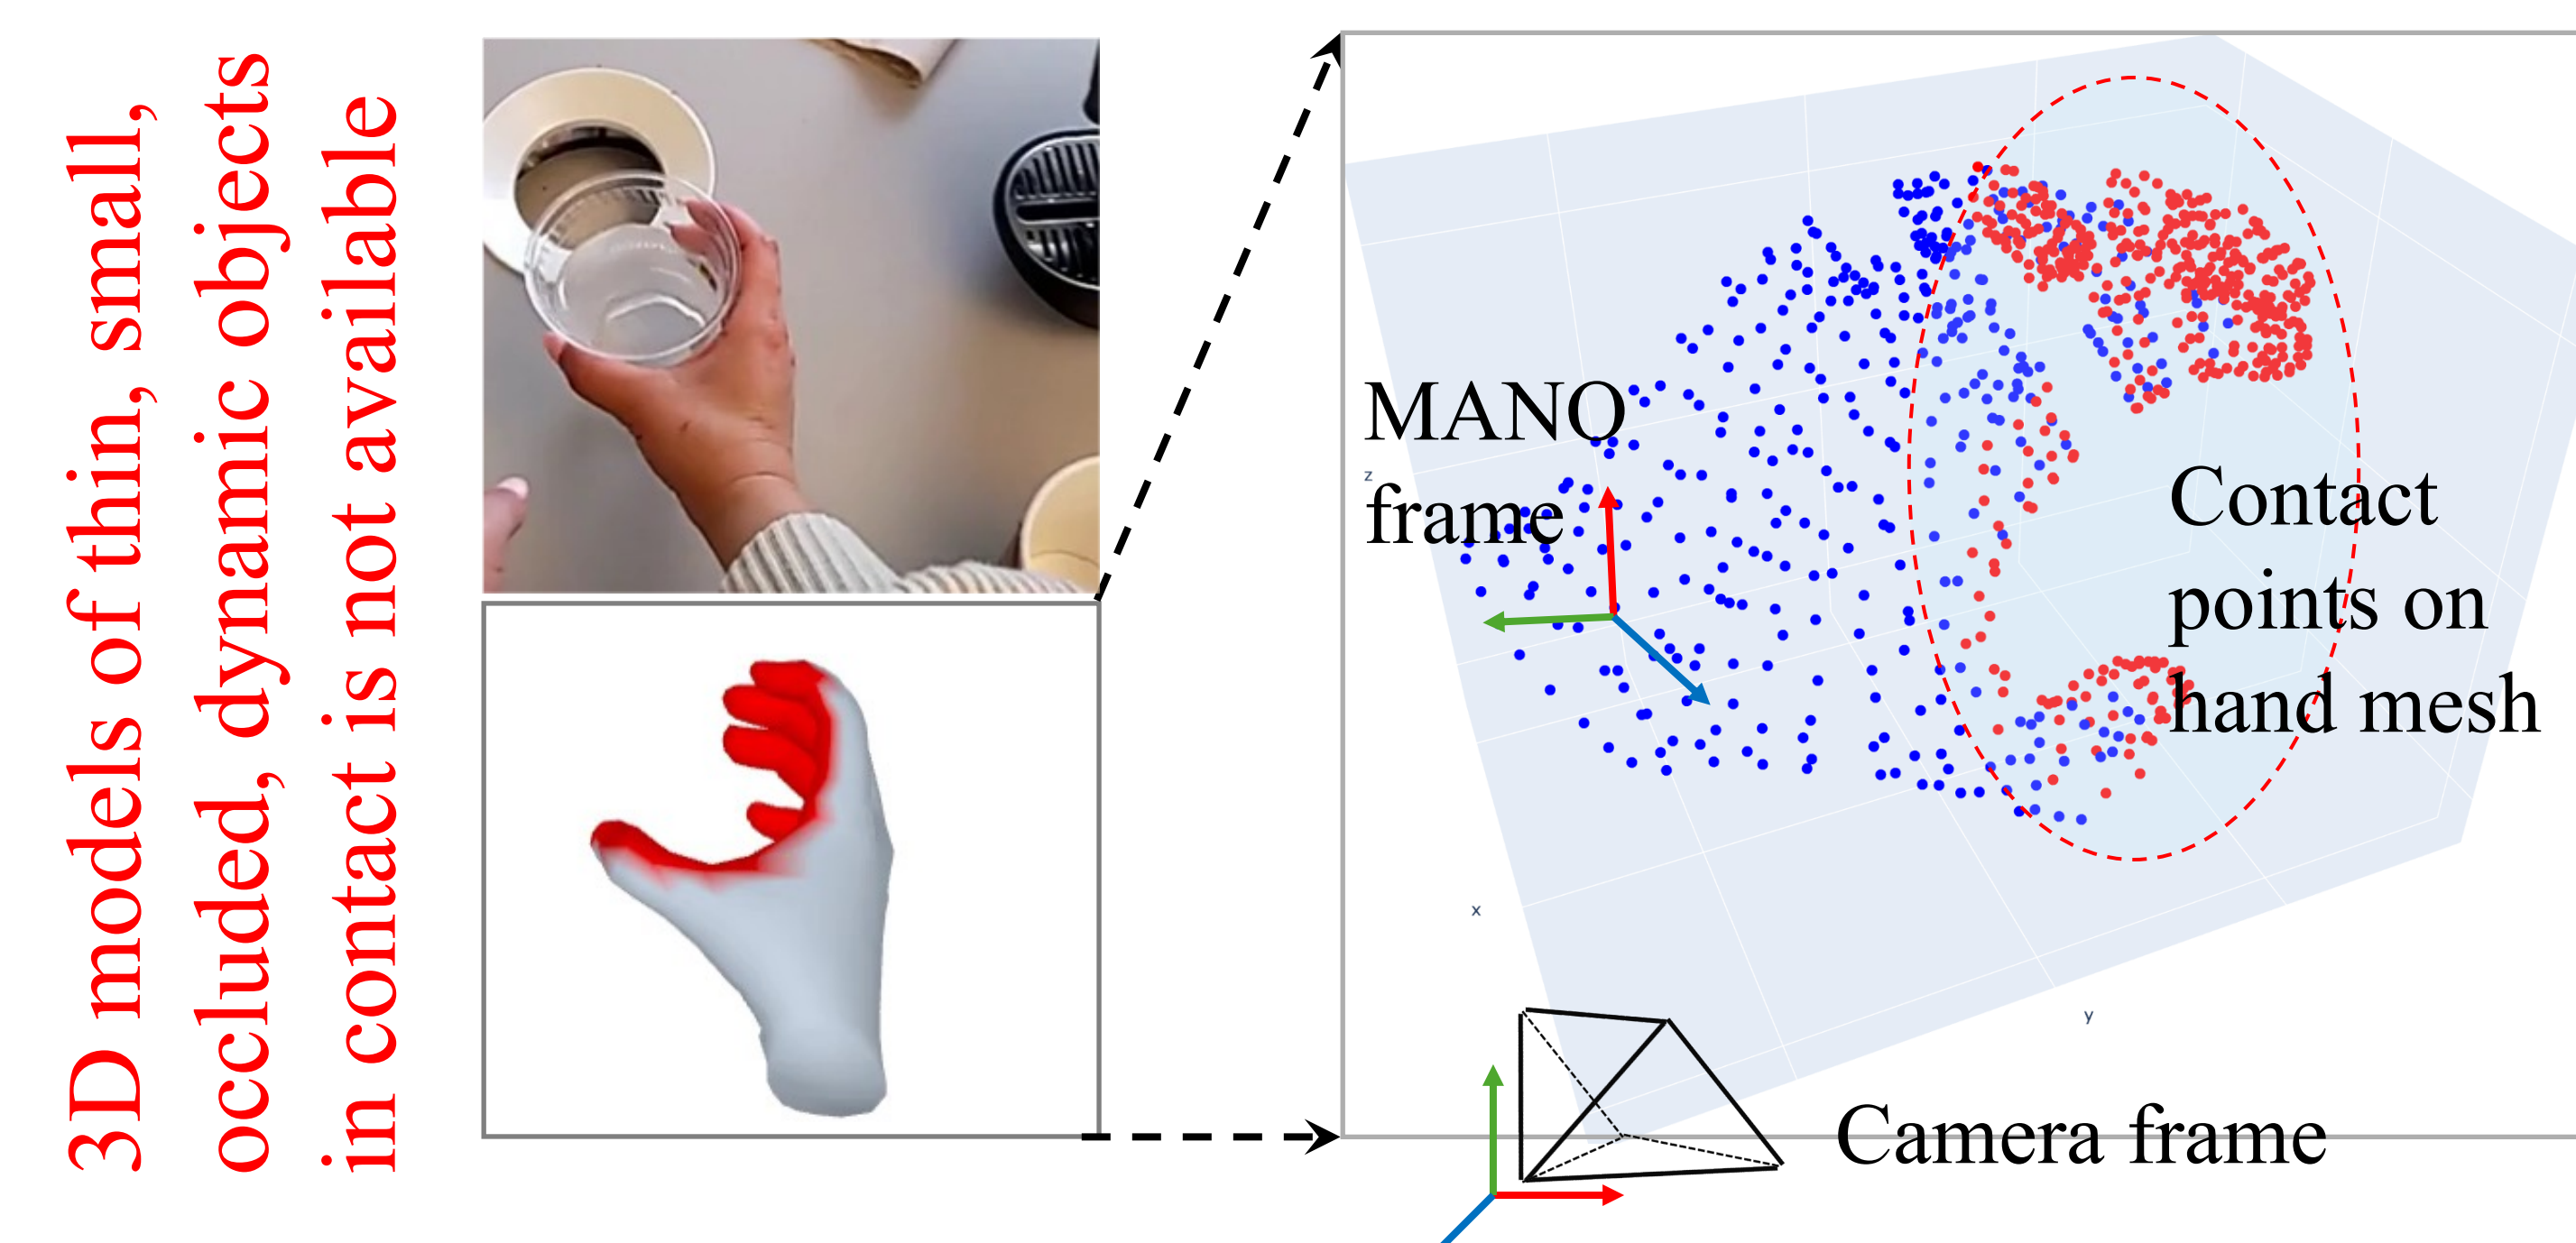 3D models of thin, small,
occluded, dynamic objects
in contact is not available
MANO
frame
z
Contact
points on
hand mesh
x
y
Camera frame